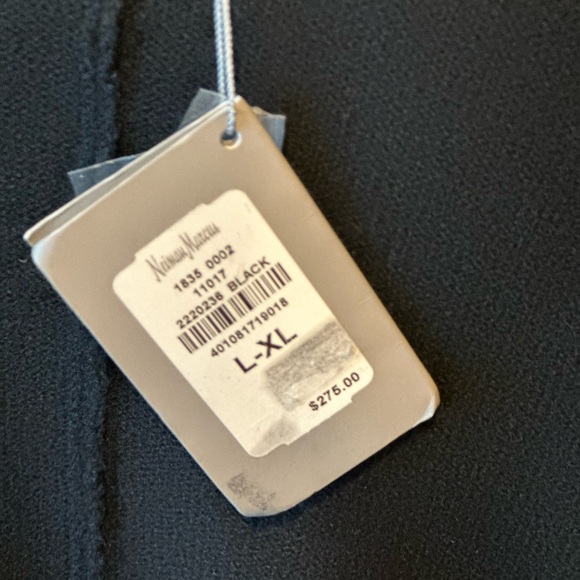 Neiman Marcus
1835 0002
11017
2220236 BLACK
401081719018
L-XL
$275.00